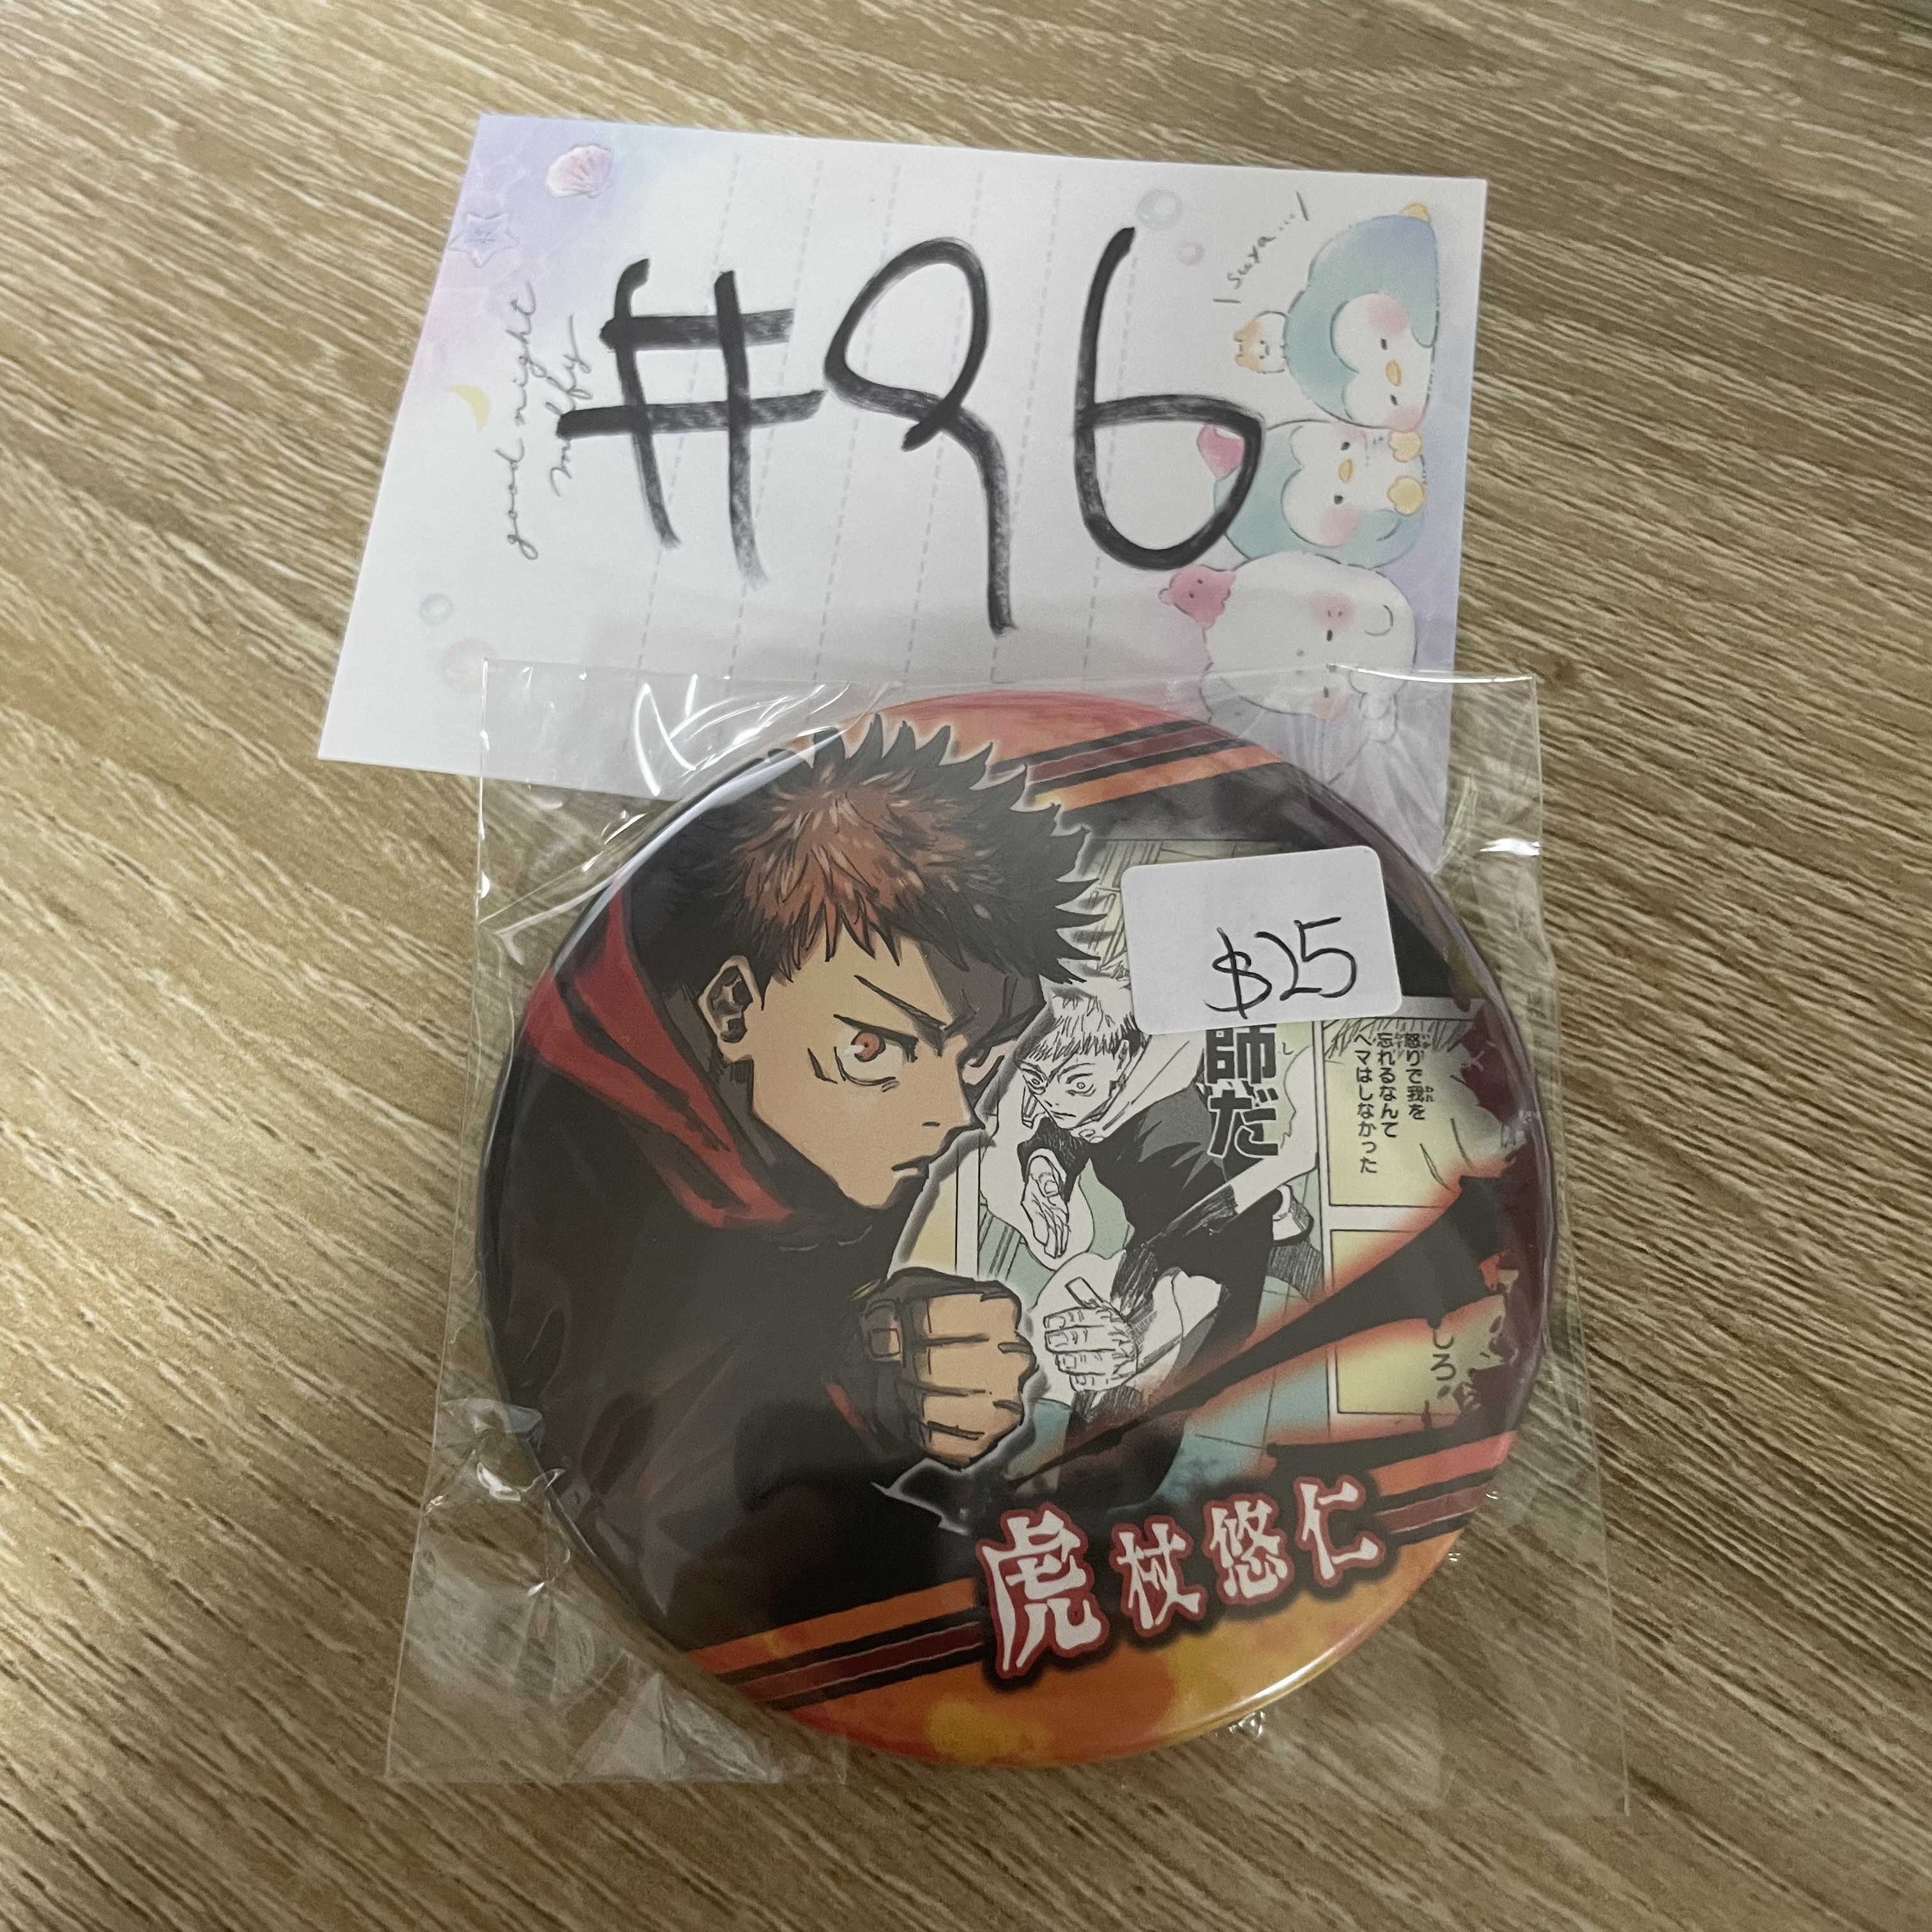 #96
\suya.../
good night
moffy
$25
師だ
怒りで我を
忘れるなんて
ヘマはしなかった
しろ
虎杖悠仁